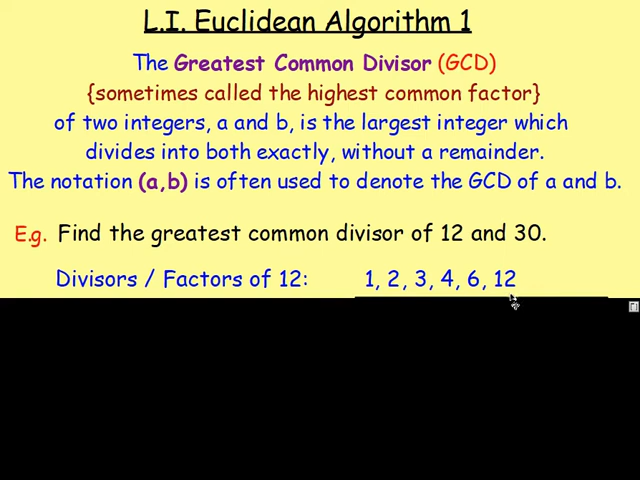 L.I. Euclidean Algorithm 1
The Greatest Common Divisor (GCD)
{sometimes called the highest common factor}
of two integers, a and b, is the largest integer which
divides into both exactly, without a remainder.
The notation (a,b) is often used to denote the GCD of a and b.
E.g. Find the greatest common divisor of 12 and 30.
Divisors / Factors of 12: 1, 2, 3, 4, 6, 12